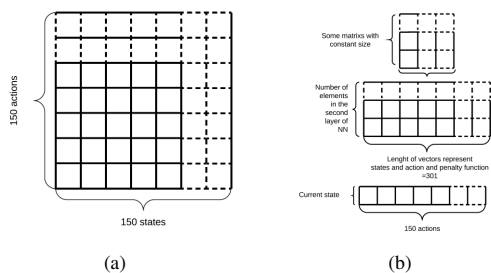 150 actions
150 states
(a)
Some matrixs with
constant size
Number of
elements
in the
second
layer of
NN
Lenght of vectors represent
states and action and penalty function
=301
Current state
150 actions
(b)